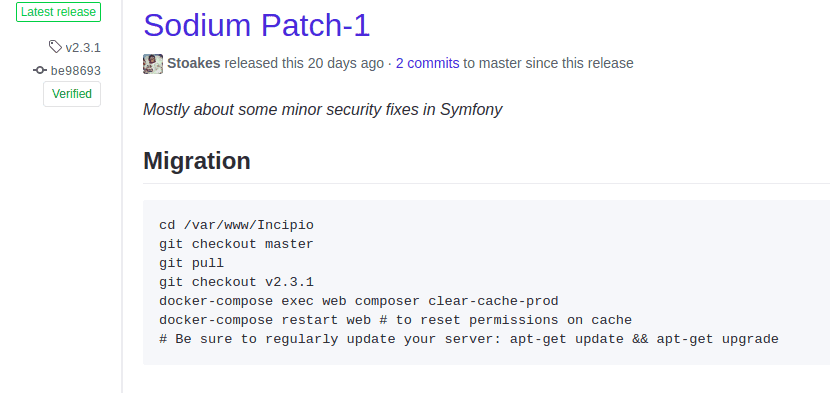 Latest release
v2.3.1
be98693
Verified
Sodium Patch-1
Stoakes released this 20 days ago · 2 commits to master since this release
Mostly about some minor security fixes in Symfony
Migration
cd /var/www/Incipio
git checkout master
git pull
git checkout v2.3.1
docker-compose exec web composer clear-cache-prod
docker-compose restart web # to reset permissions on cache
# Be sure to regularly update your server: apt-get update && apt-get upgrade